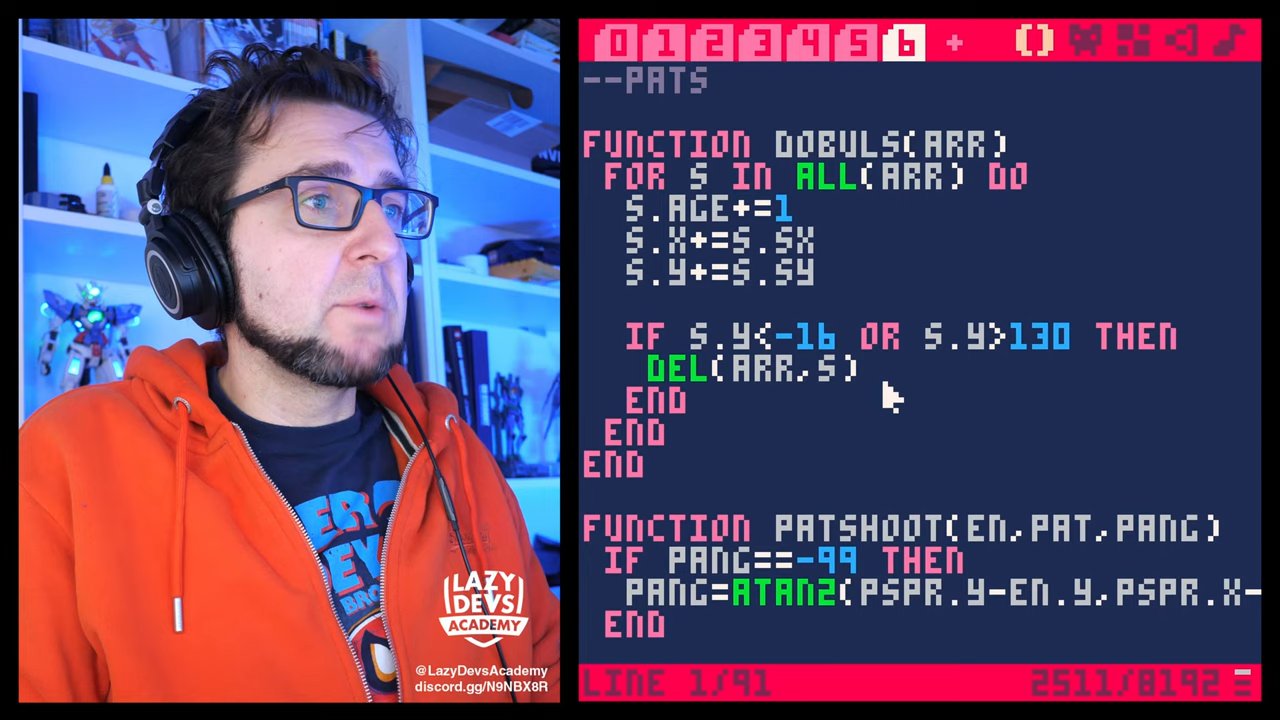 0 1 2 3 4 5 6 +
--PATS
FUNCTION DOBULS(ARR)
FOR S IN ALL(ARR) DO
S.AGE+=1
S.X+=S.SX
S.Y+=S.SY
IF S.Y<-16 OR S.Y>130 THEN
DEL(ARR,S)
END
END
END
FUNCTION PATSHOOT(EN,PAT,PANG)
IF PANG==-99 THEN
PANG=ATAN2(PSPR.Y-EN.Y,PSPR.X-
END
LINE 1/91
2511/8192
LAZY
DEVS
ACADEMY
@LazyDevsAcademy
discord.gg/N9NBX8R